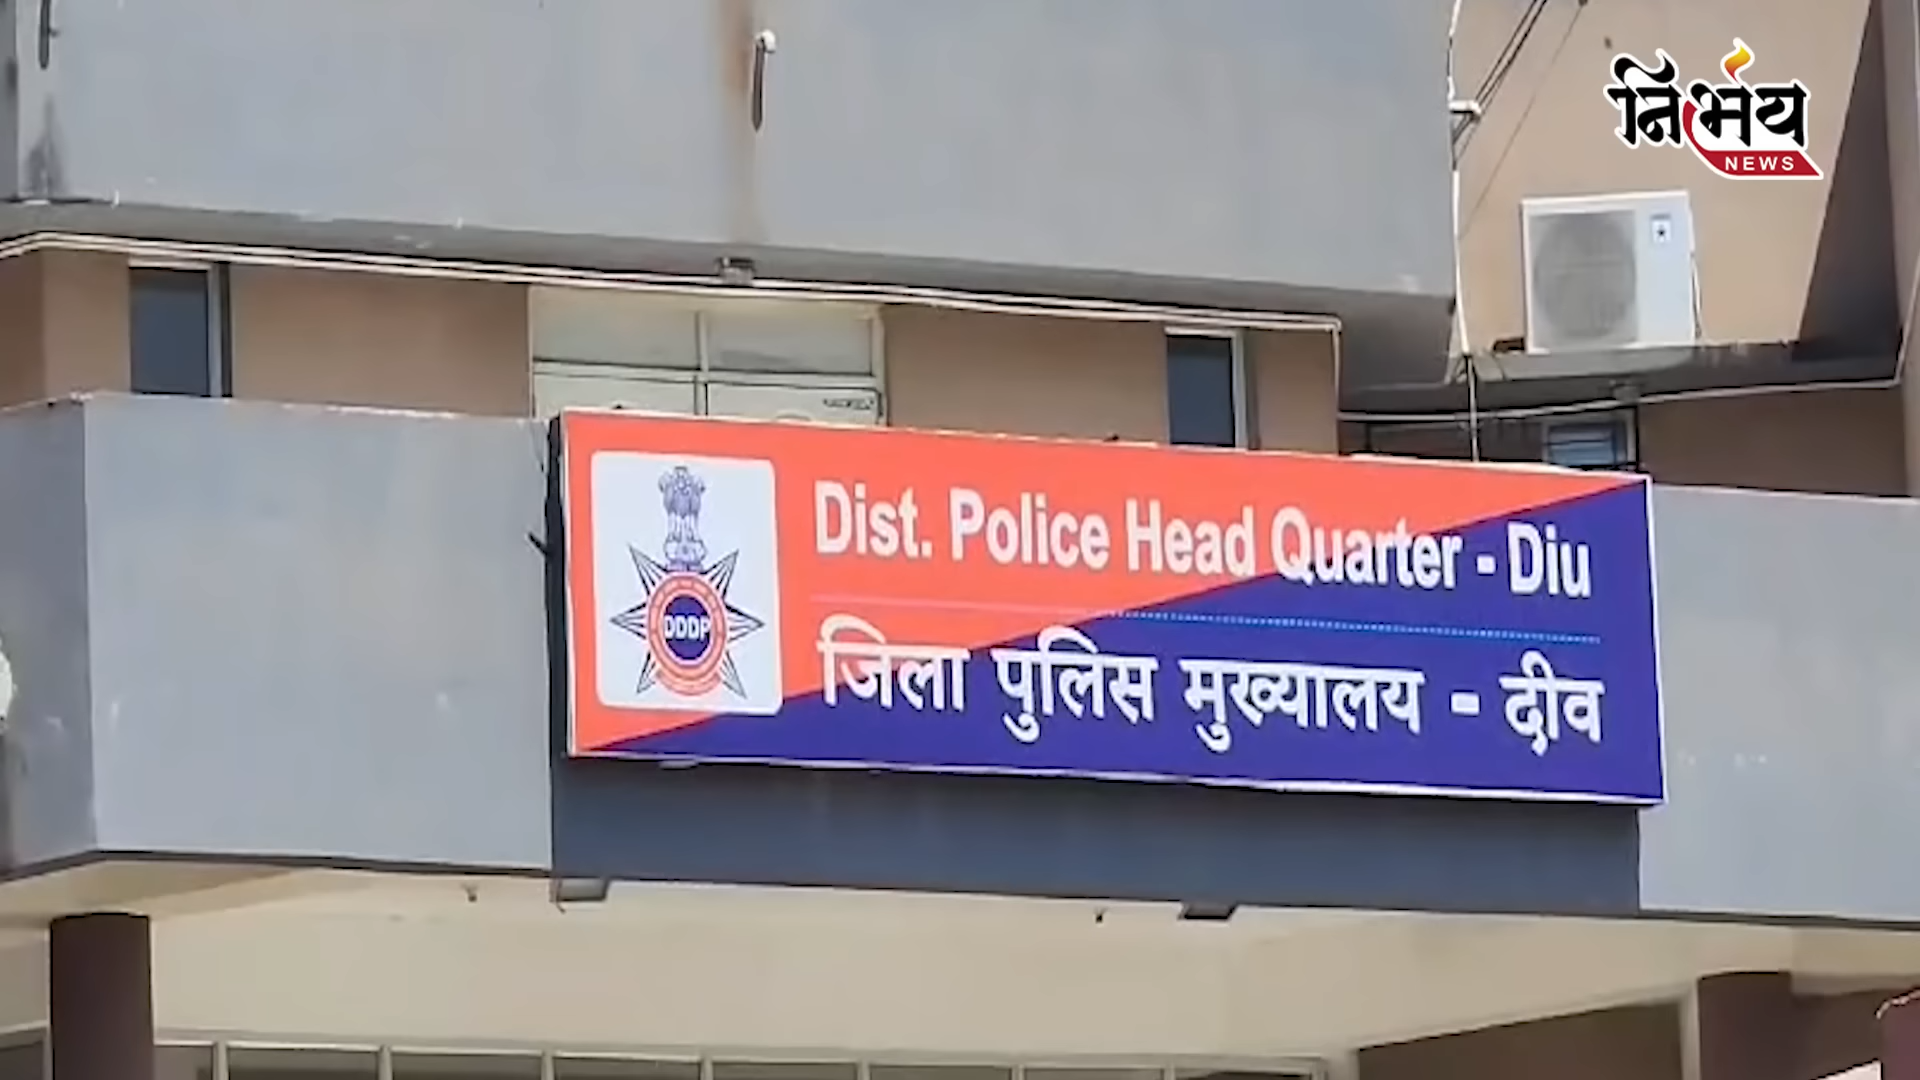 निर्भय
NEWS
Dist. Police Head Quarter - Diu
DDDP
जिला पुलिस मुख्यालय - दीव